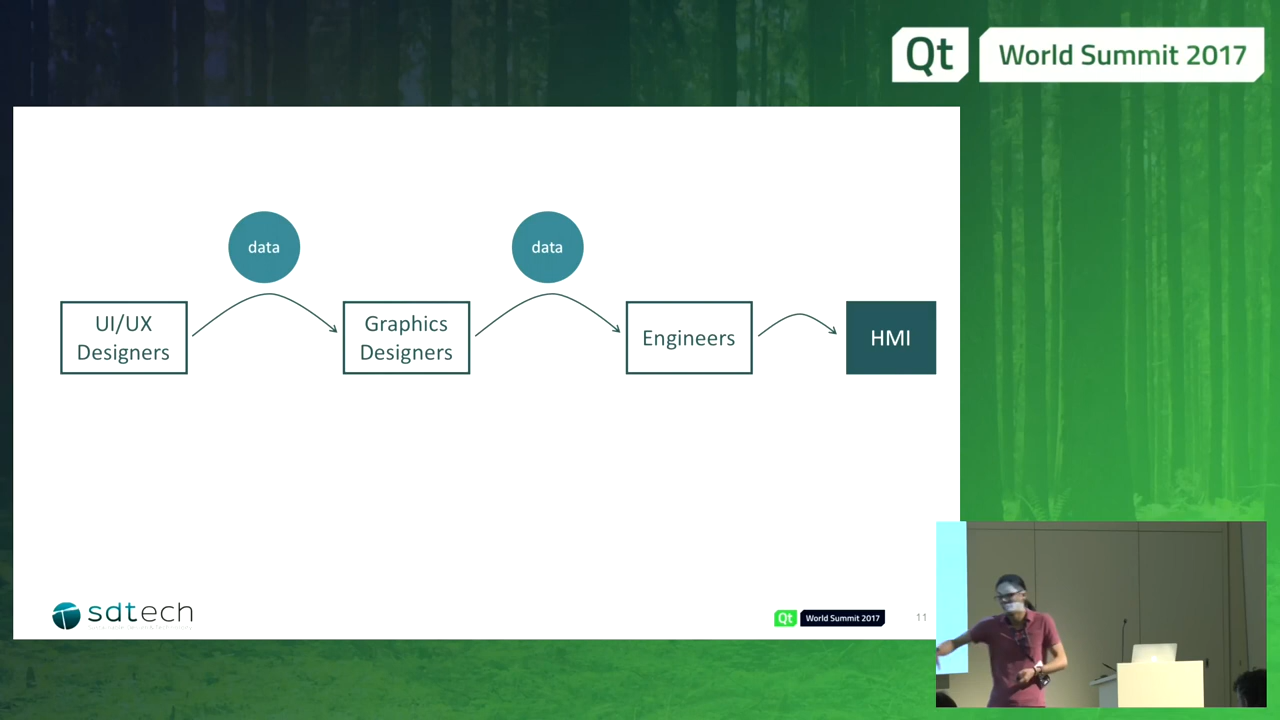 Qt World Summit 2017
data data
UI/UX
Designers
Graphics
Designers
Engineers
HMI
sdtech
Qt World Summit 2017
11